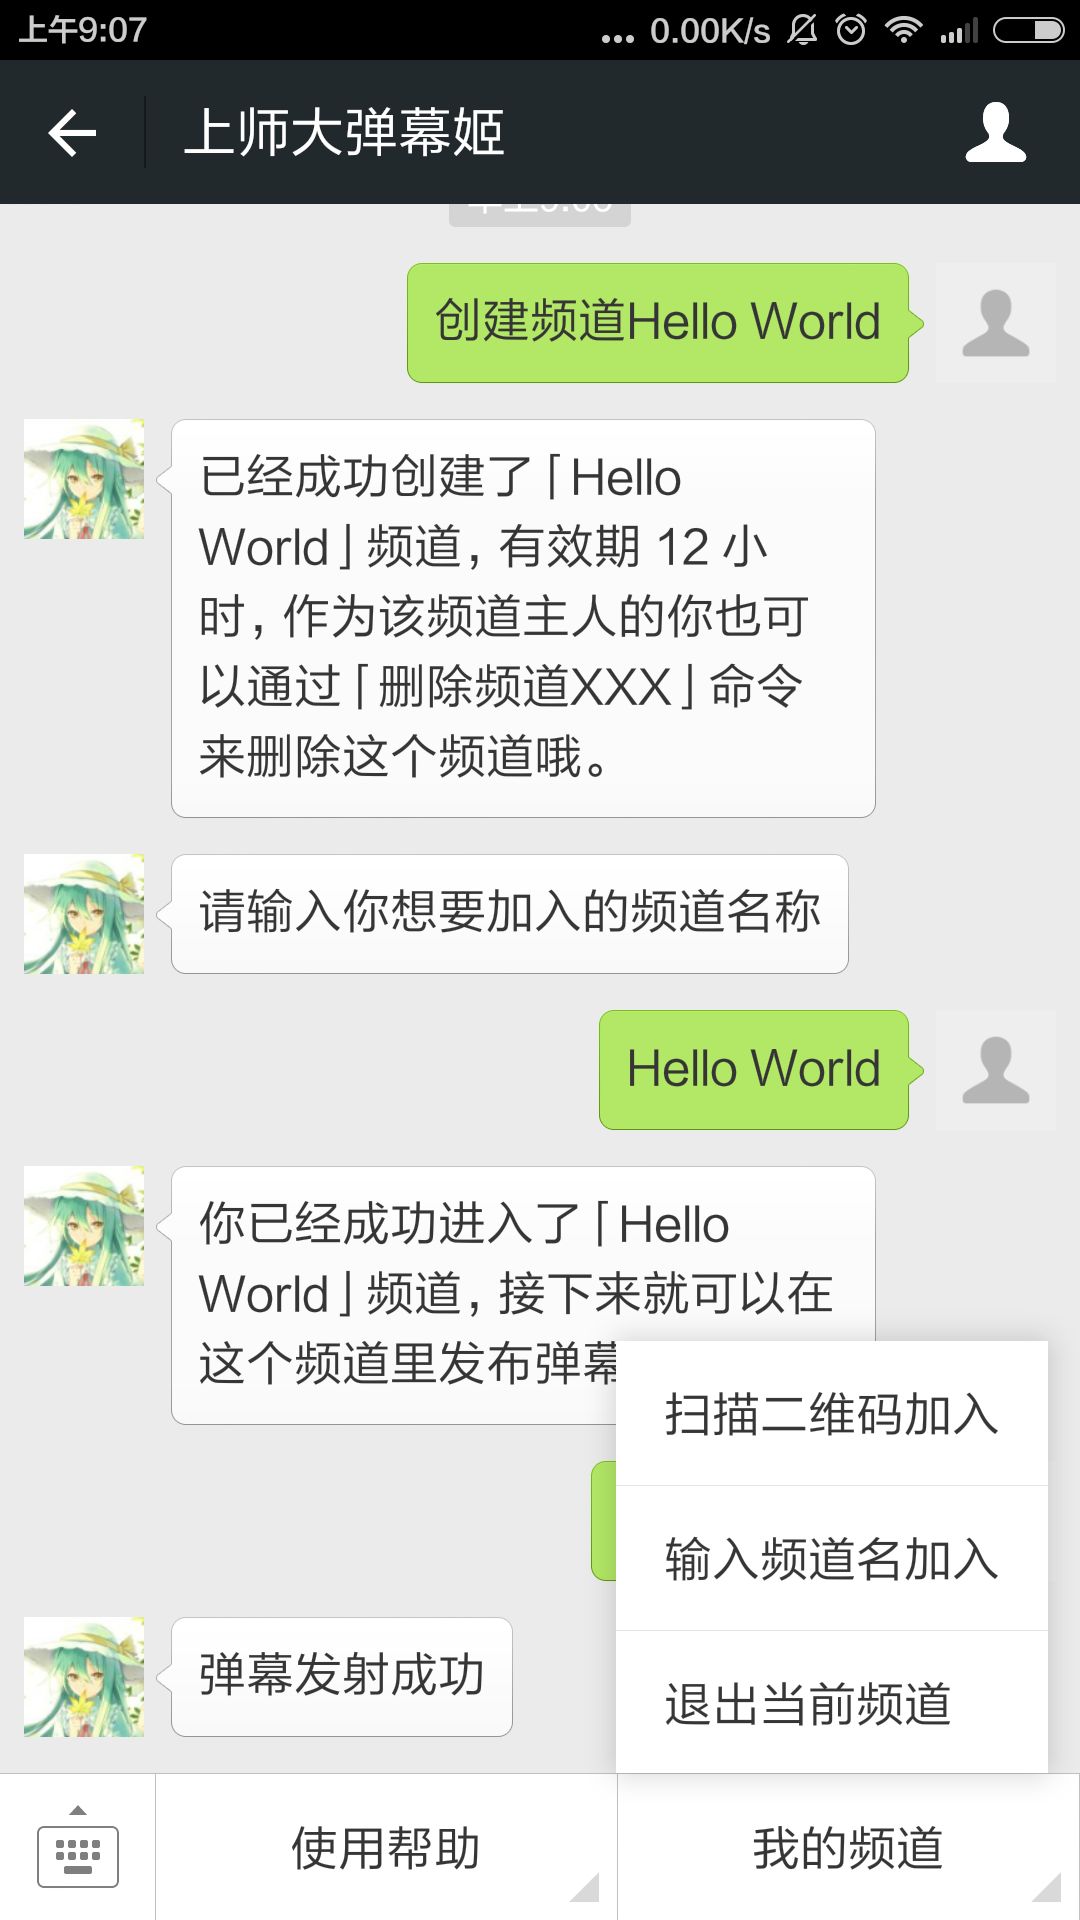 上午9:07
... 0.00K/s
上师大弹幕姬
创建频道Hello World
已经成功创建了「Hello
World」频道，有效期 12 小
时，作为该频道主人的你也可
以通过「删除频道XXX」命令
来删除这个频道哦。
请输入你想要加入的频道名称
Hello World
你已经成功进入了「Hello
World」频道，接下来就可以在
这个频道里发布弹幕
扫描二维码加入
输入频道名加入
退出当前频道
弹幕发射成功
使用帮助
我的频道